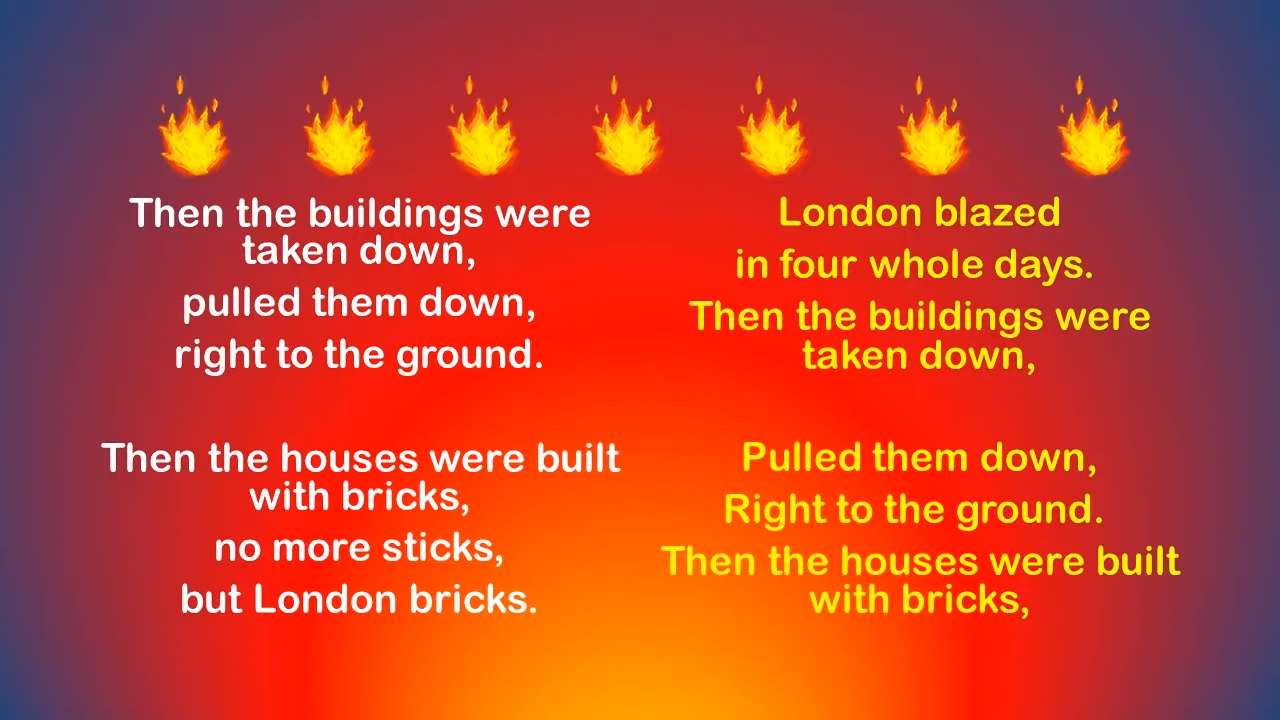 Then the buildings were
taken down,
pulled them down,
right to the ground.
Then the houses were built
with bricks,
no more sticks,
but London bricks.
London blazed
in four whole days.
Then the buildings were
taken down,
Pulled them down,
Right to the ground.
Then the houses were built
with bricks,